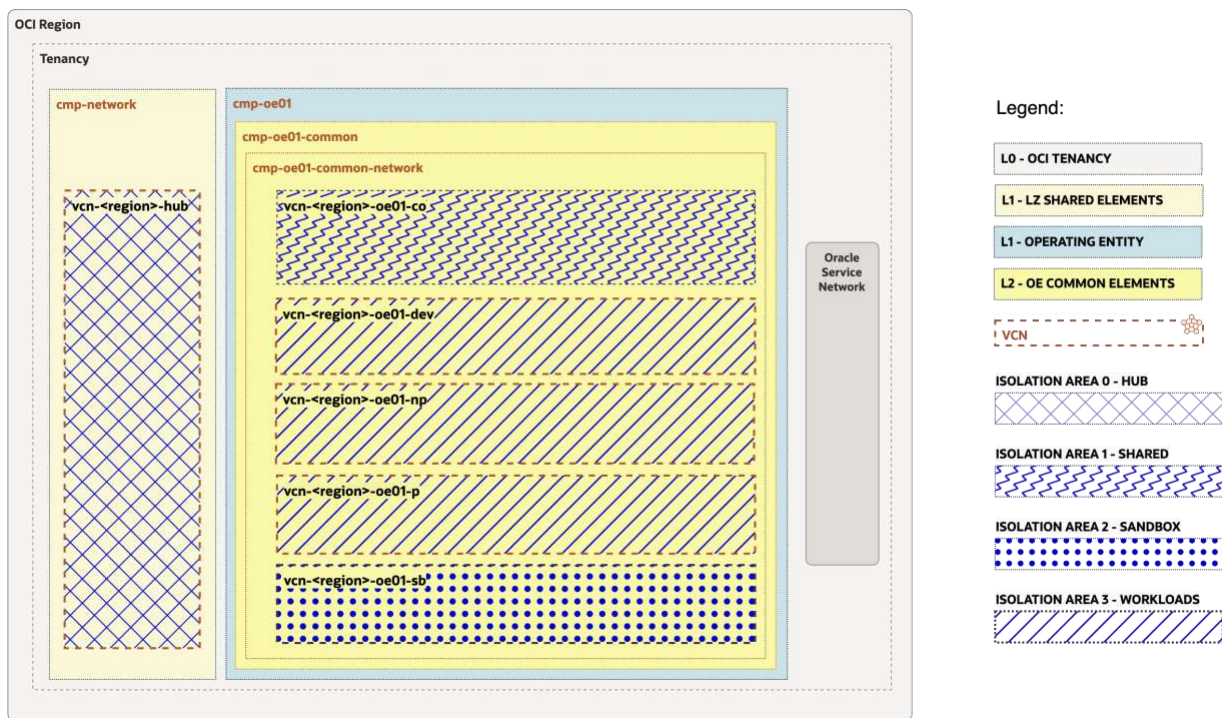 OCI Region
Tenancy
cmp-network
vcn-<region>-hub
cmp-oe01
cmp-oe01-common
cmp-oe01-common-network
vcn-<region>-oe01-co
vcn-<region>-oe01-dev
vcn-<region>-oe01-np
vcn-<region>-oe01-p
vcn-<region>-oe01-sb
Oracle
Service
Network
Legend:
L0 - OCI TENANCY
L1 - LZ SHARED ELEMENTS
L1 - OPERATING ENTITY
L2 - OE COMMON ELEMENTS
VCN
ISOLATION AREA 0 - HUB
ISOLATION AREA 1 - SHARED
ISOLATION AREA 2 - SANDBOX
ISOLATION AREA 3 - WORKLOADS